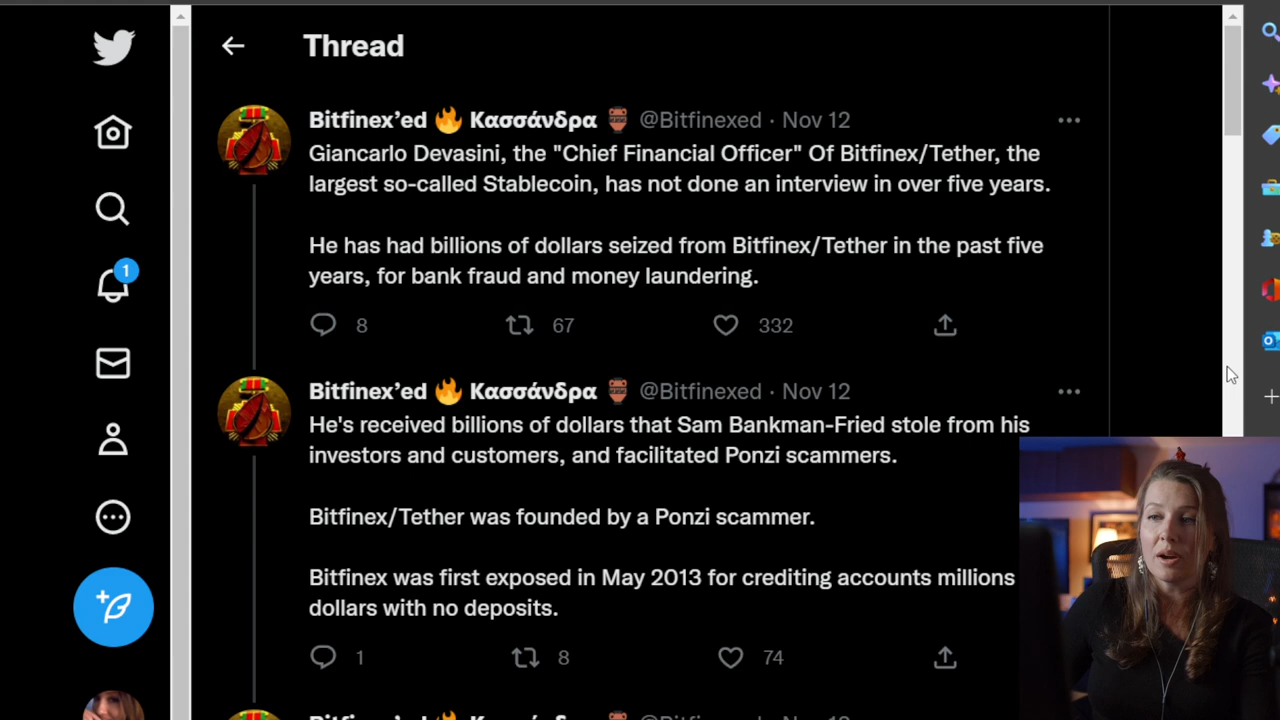 Thread
Bitfinex’ed 🔥 Κασσάνδρα 🏺 @Bitfinexed · Nov 12
Giancarlo Devasini, the "Chief Financial Officer" Of Bitfinex/Tether, the
largest so-called Stablecoin, has not done an interview in over five years.
He has had billions of dollars seized from Bitfinex/Tether in the past five
years, for bank fraud and money laundering.
8 67 332
1
Bitfinex’ed 🔥 Κασσάνδρα 🏺 @Bitfinexed · Nov 12
He's received billions of dollars that Sam Bankman-Fried stole from his
investors and customers, and facilitated Ponzi scammers.
Bitfinex/Tether was founded by a Ponzi scammer.
Bitfinex was first exposed in May 2013 for crediting accounts millions
dollars with no deposits.
1 8 74